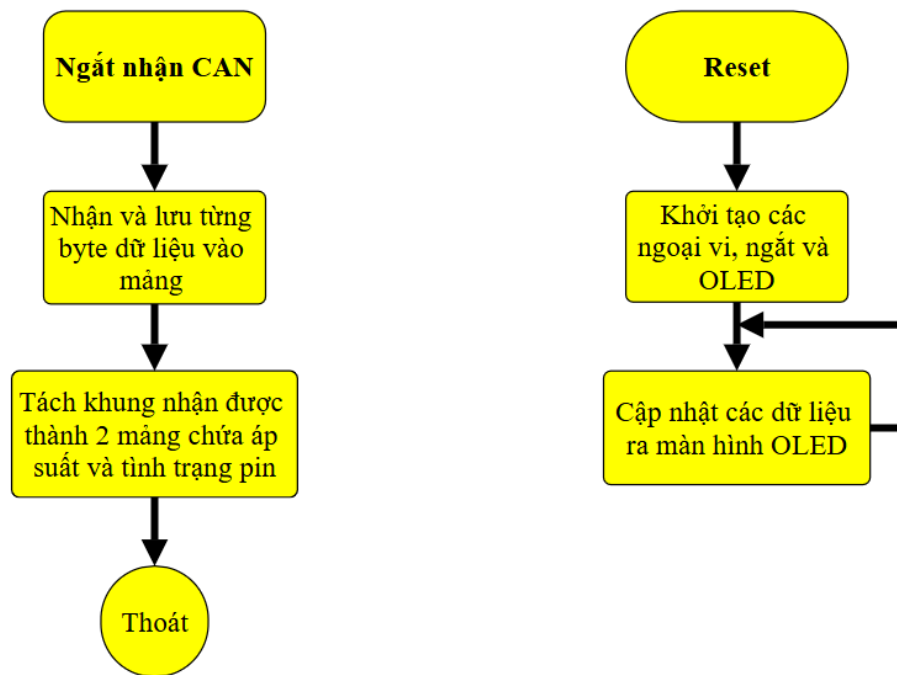 Ngắt nhận CAN
Nhận và lưu từng
byte dữ liệu vào
mảng
Tách khung nhận được
thành 2 mảng chứa áp
suất và tình trạng pin
Thoát
Reset
Khởi tạo các
ngoại vi, ngắt và
OLED
Cập nhật các dữ liệu
ra màn hình OLED